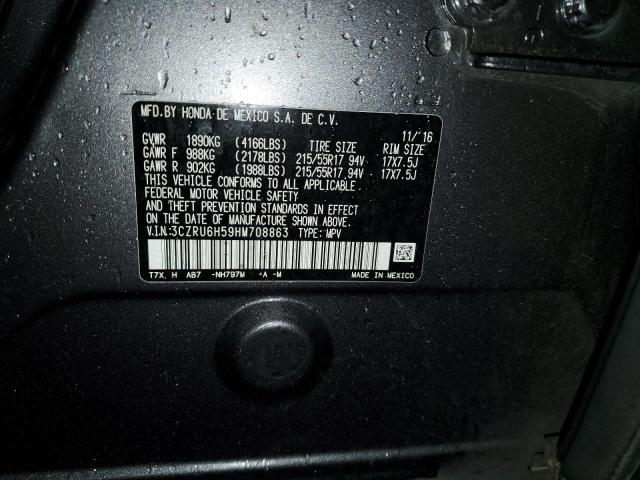 MFD.BY HONDA DE MEXICO S.A. DE C.V.
11/'16
GVWR 1890KG (4166LBS) TIRE SIZE RIM SIZE
GAWR F 988KG (2178LBS) 215/55R17 94V 17X7.5J
GAWR R 902KG (1988LBS) 215/55R17 94V 17X7.5J
THIS VEHICLE CONFORMS TO ALL APPLICABLE
FEDERAL MOTOR VEHICLE SAFETY
AND THEFT PREVENTION STANDARDS IN EFFECT
ON THE DATE OF MANUFACTURE SHOWN ABOVE.
V.I.N.:3CZRU6H59HM708863 TYPE: MPV
T7X, H AB7 -NH797M -A -M MADE IN MEXICO